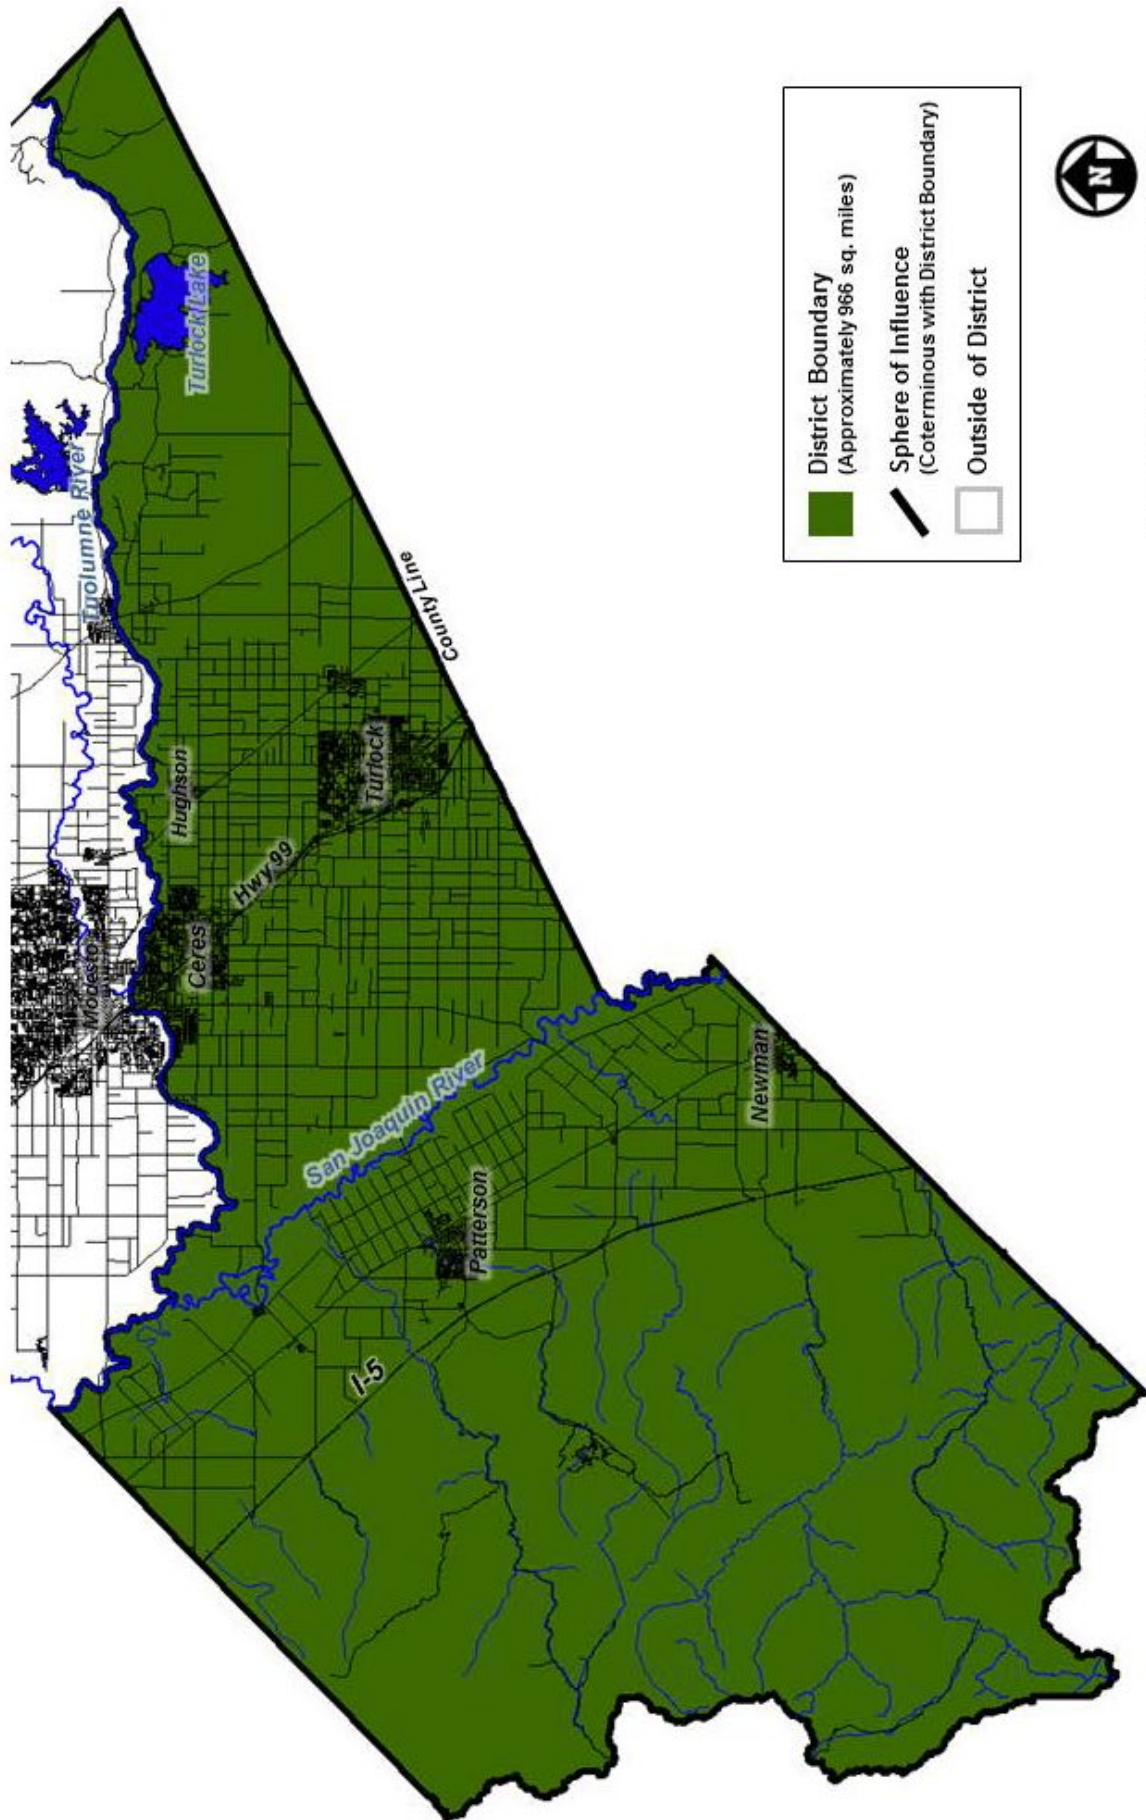 Tuolumne River
Turlock Lake
Modesto
Ceres
Hughson
Hwy 99
Turlock
County Line
San Joaquin River
Patterson
I-5
Newman
District Boundary
(Approximately 966 sq. miles)
Sphere of Influence
(Coterminous with District Boundary)
Outside of District
N